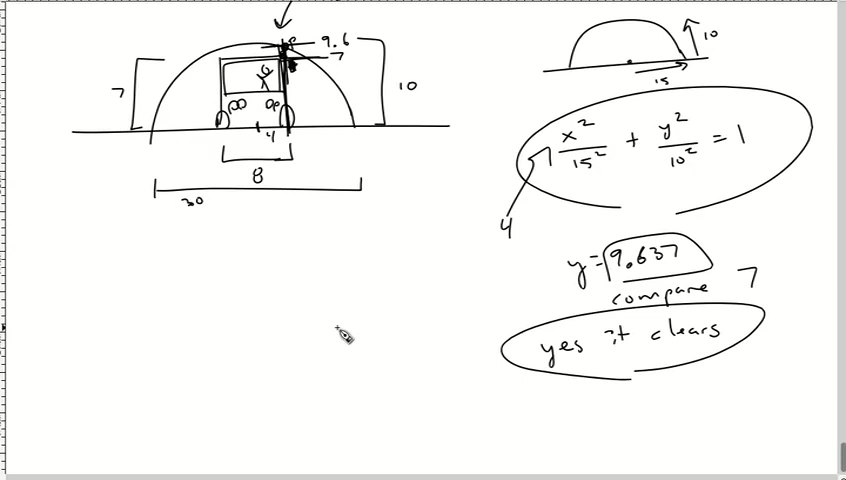 9.6
7
7
10
4
8
30
10
15
x²/15² + y²/10² = 1
4
y = 9.637
compare 7
yes it clears